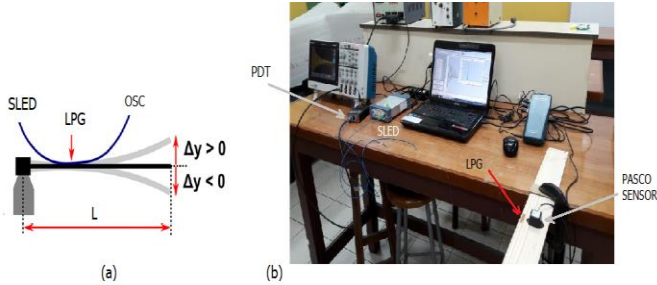 SLED
LPG
OSC
Δy > 0
Δy < 0
L
(a)
PDT
SLED
LPG
PASCO
SENSOR
(b)